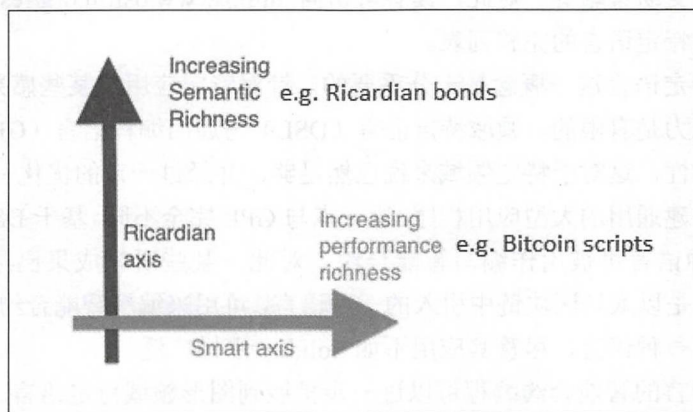 Increasing
Semantic e.g. Ricardian bonds
Richness
Ricardian
axis
Increasing
performance e.g. Bitcoin scripts
richness
Smart axis